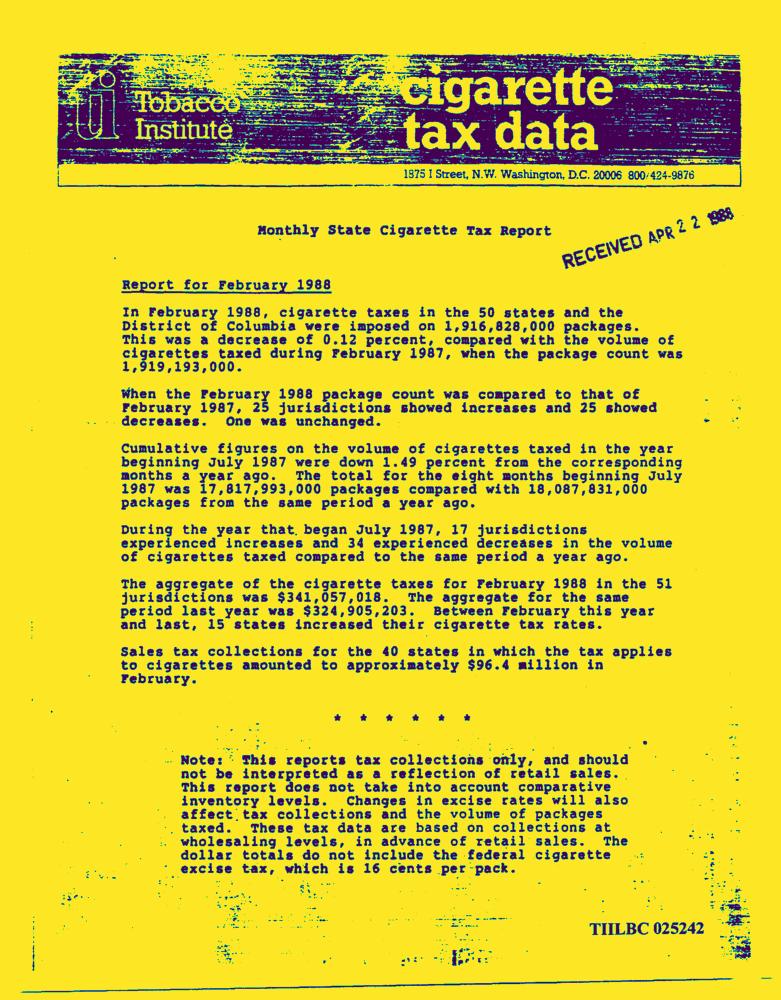 Tobacco
Institute
cigarette
tax data
1875 I Street, N.W. Washington, D.C. 20006 800/424-9876
Monthly State Cigarette Tax Report
RECEIVED APR 22 1988
Report for February 1988
In February 1988, cigarette taxes in the 50 states and the
District of Columbia were imposed on 1,916,828,000 packages.
This was a decrease of 0.12 percent, compared with the volume of
cigarettes taxed during February 1987, when the package count was
1,919,193,000.
When the February 1988 package count was compared to that of
February 1987, 25 jurisdictions showed increases and 25 showed
decreases. One was unchanged.
Cumulative figures on the volume of cigarettes taxed in the year
beginning July 1987 were down 1.49 percent from the corresponding
months a year ago. The total for the eight months beginning July
1987 was 17,817,993,000 packages compared with 18,087,831,000
packages from the same period a year ago.
During the year that began July 1987, 17 jurisdictions
experienced increases and 34 experienced decreases in the volume
of cigarettes taxed compared to the same period a year ago.
The aggregate of the cigarette taxes for February 1988 in the 51
jurisdictions was $341,057,018. The aggregate for the same
period last year was $324,905,203. Between February this year
and last, 15 states increased their cigarette tax rates.
Sales tax collections for the 40 states in which the tax applies
to cigarettes amounted to approximately $96.4 million in
February.
* * * * * *
Note: This reports tax collections only, and should
not be interpreted as a reflection of retail sales.
This report does not take into account comparative
inventory levels. Changes in excise rates will also
affect tax collections and the volume of packages
taxed. These tax data are based on collections at
wholesaling levels, in advance of retail sales. The
dollar totals do not include the federal cigarette
excise tax, which is 16 cents per pack.
TIILBC 025242